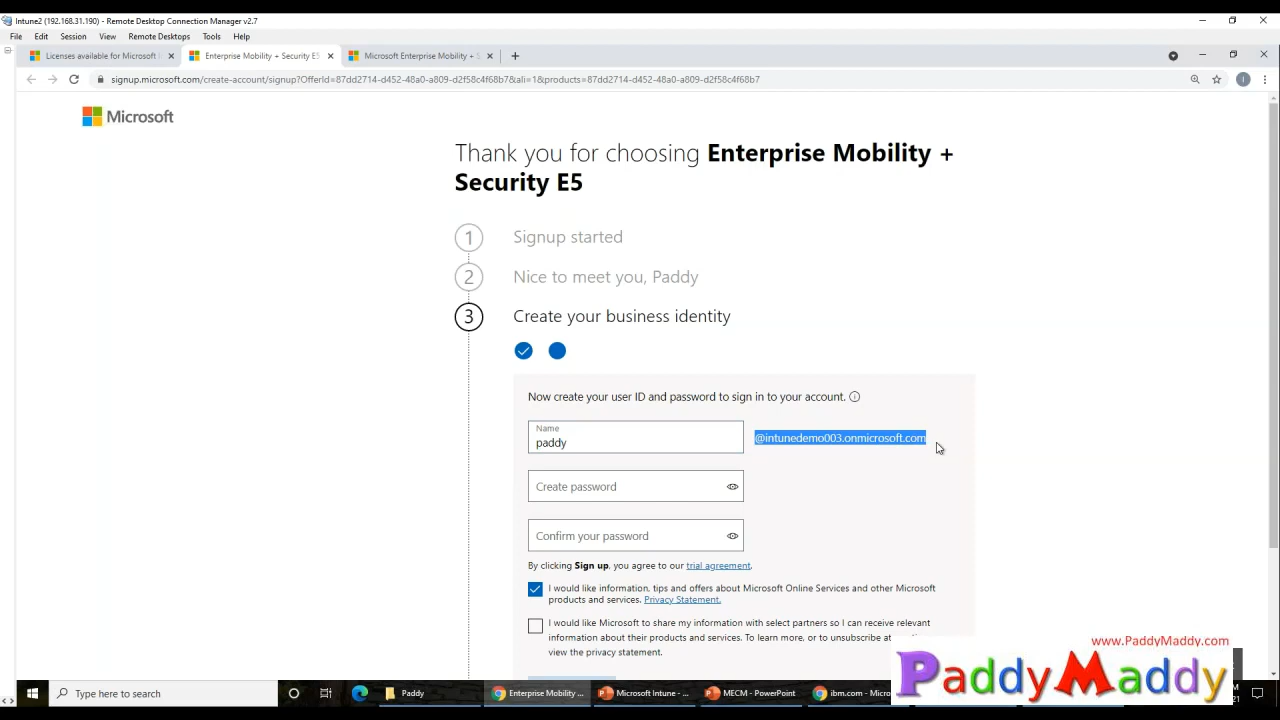 Intune2 (192.168.31.190) - Remote Desktop Connection Manager v2.7
File Edit Session View Remote Desktops Tools Help
Licenses available for Microsoft
Enterprise Mobility + Security E5
Microsoft Enterprise Mobility + S
signup.microsoft.com/create-account/signup?OfferId=87dd2714-d452-48a0-a809-d2f58c4f68b7&ali=1&products=87dd2714-d452-48a0-a809-d2f58c4f68b7
I
Microsoft
Thank you for choosing Enterprise Mobility +
Security E5
1 Signup started
2 Nice to meet you, Paddy
3 Create your business identity
Now create your user ID and password to sign in to your account.
Name
paddy
@intunedemo003.onmicrosoft.com
Create password
Confirm your password
By clicking Sign up, you agree to our trial agreement.
I would like information, tips and offers about Microsoft Online Services and other Microsoft
products and services. Privacy Statement.
I would like Microsoft to share my information with select partners so I can receive relevant
information about their products and services. To learn more, or to unsubscribe at
view the privacy statement.
www.PaddyMaddy.com
PaddyMaddy
Type here to search
Paddy
Enterprise Mobility ...
Microsoft Intune - ...
MECM - PowerPoint
ibm.com - Micros
21